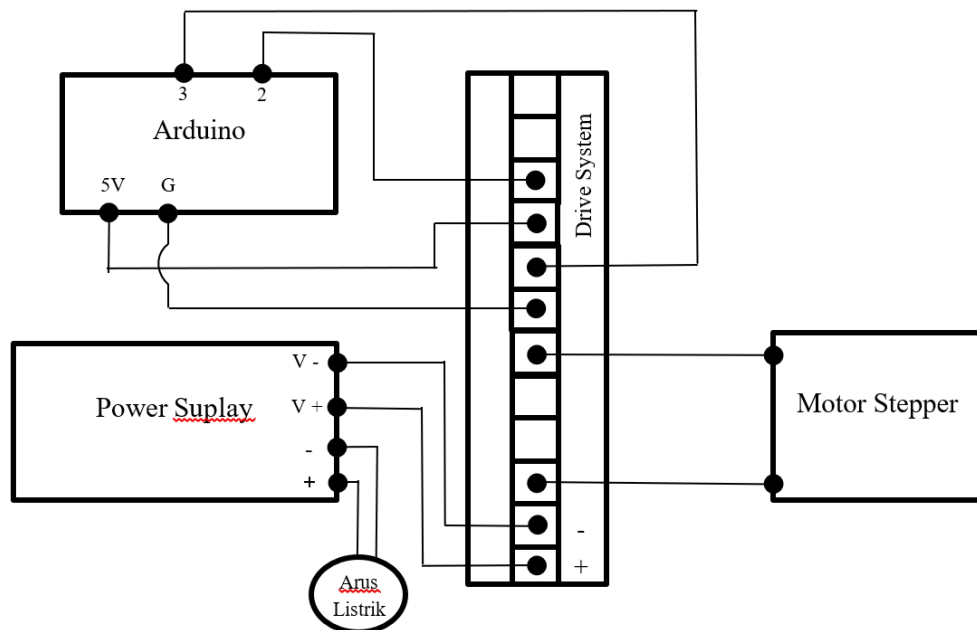 3
2
Arduino
5V
G
Drive System
V -
V +
-
+
Power Suplay
Motor Stepper
-
+
Arus
Listrik